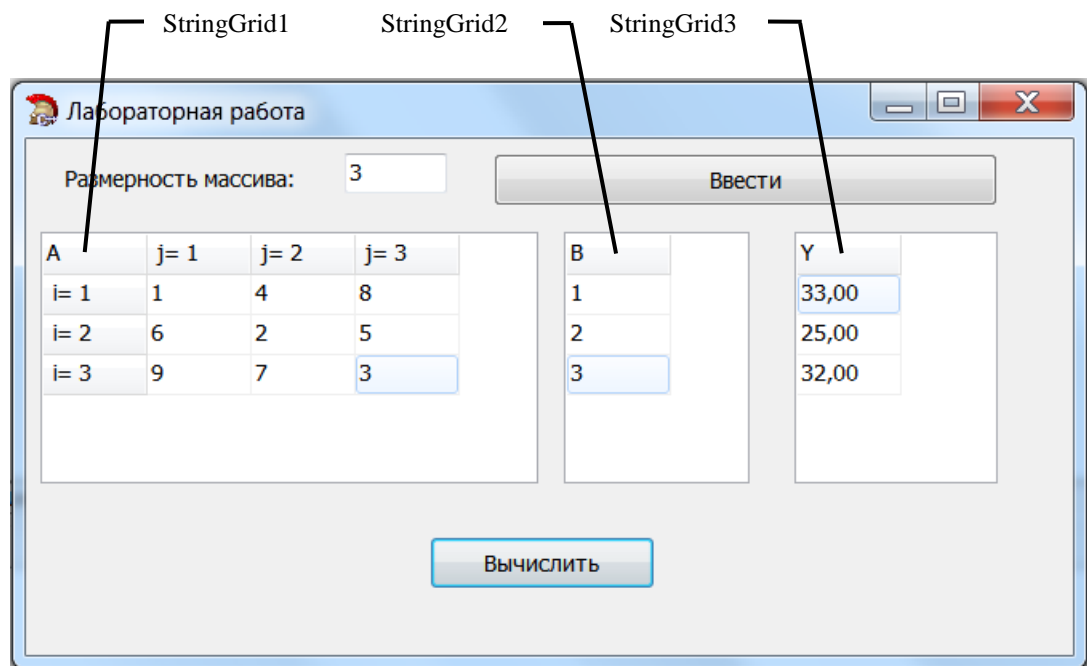 StringGrid1 StringGrid2 StringGrid3
Лабораторная работа
Размерность массива: 3 Ввести
A j= 1 j= 2 j= 3 B Y
i= 1 1 4 8 1 33,00
i= 2 6 2 5 2 25,00
i= 3 9 7 3 3 32,00
Вычислить